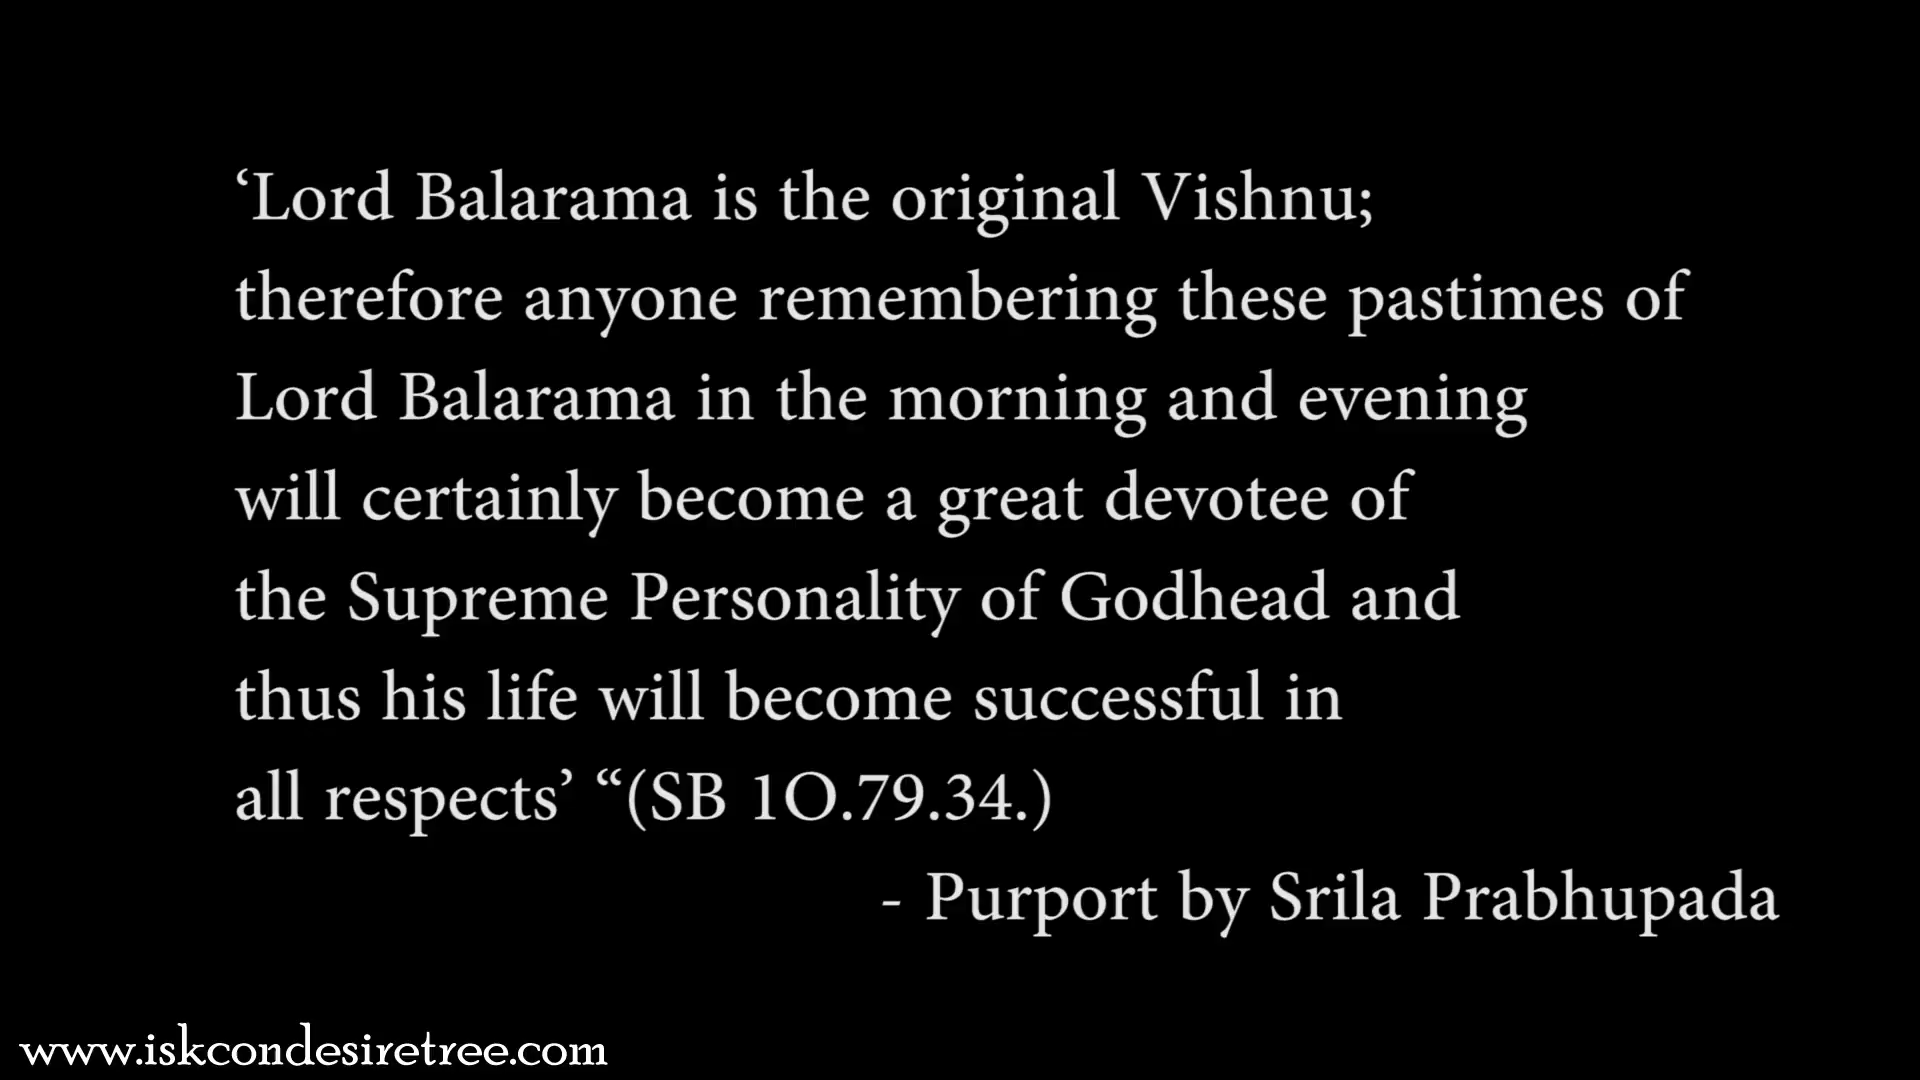 ‘Lord Balarama is the original Vishnu;
therefore anyone remembering these pastimes of
Lord Balarama in the morning and evening
will certainly become a great devotee of
the Supreme Personality of Godhead and
thus his life will become successful in
all respects’ “(SB 1O.79.34.)
- Purport by Srila Prabhupada
www.iskcondesiretree.com